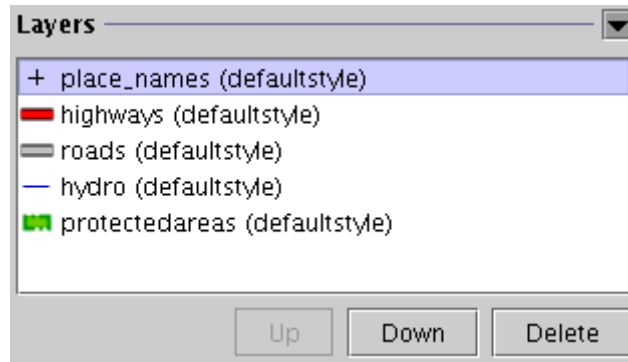 Layers
place_names (defaultstyle)
highways (defaultstyle)
roads (defaultstyle)
hydro (defaultstyle)
protectedareas (defaultstyle)
Up Down Delete